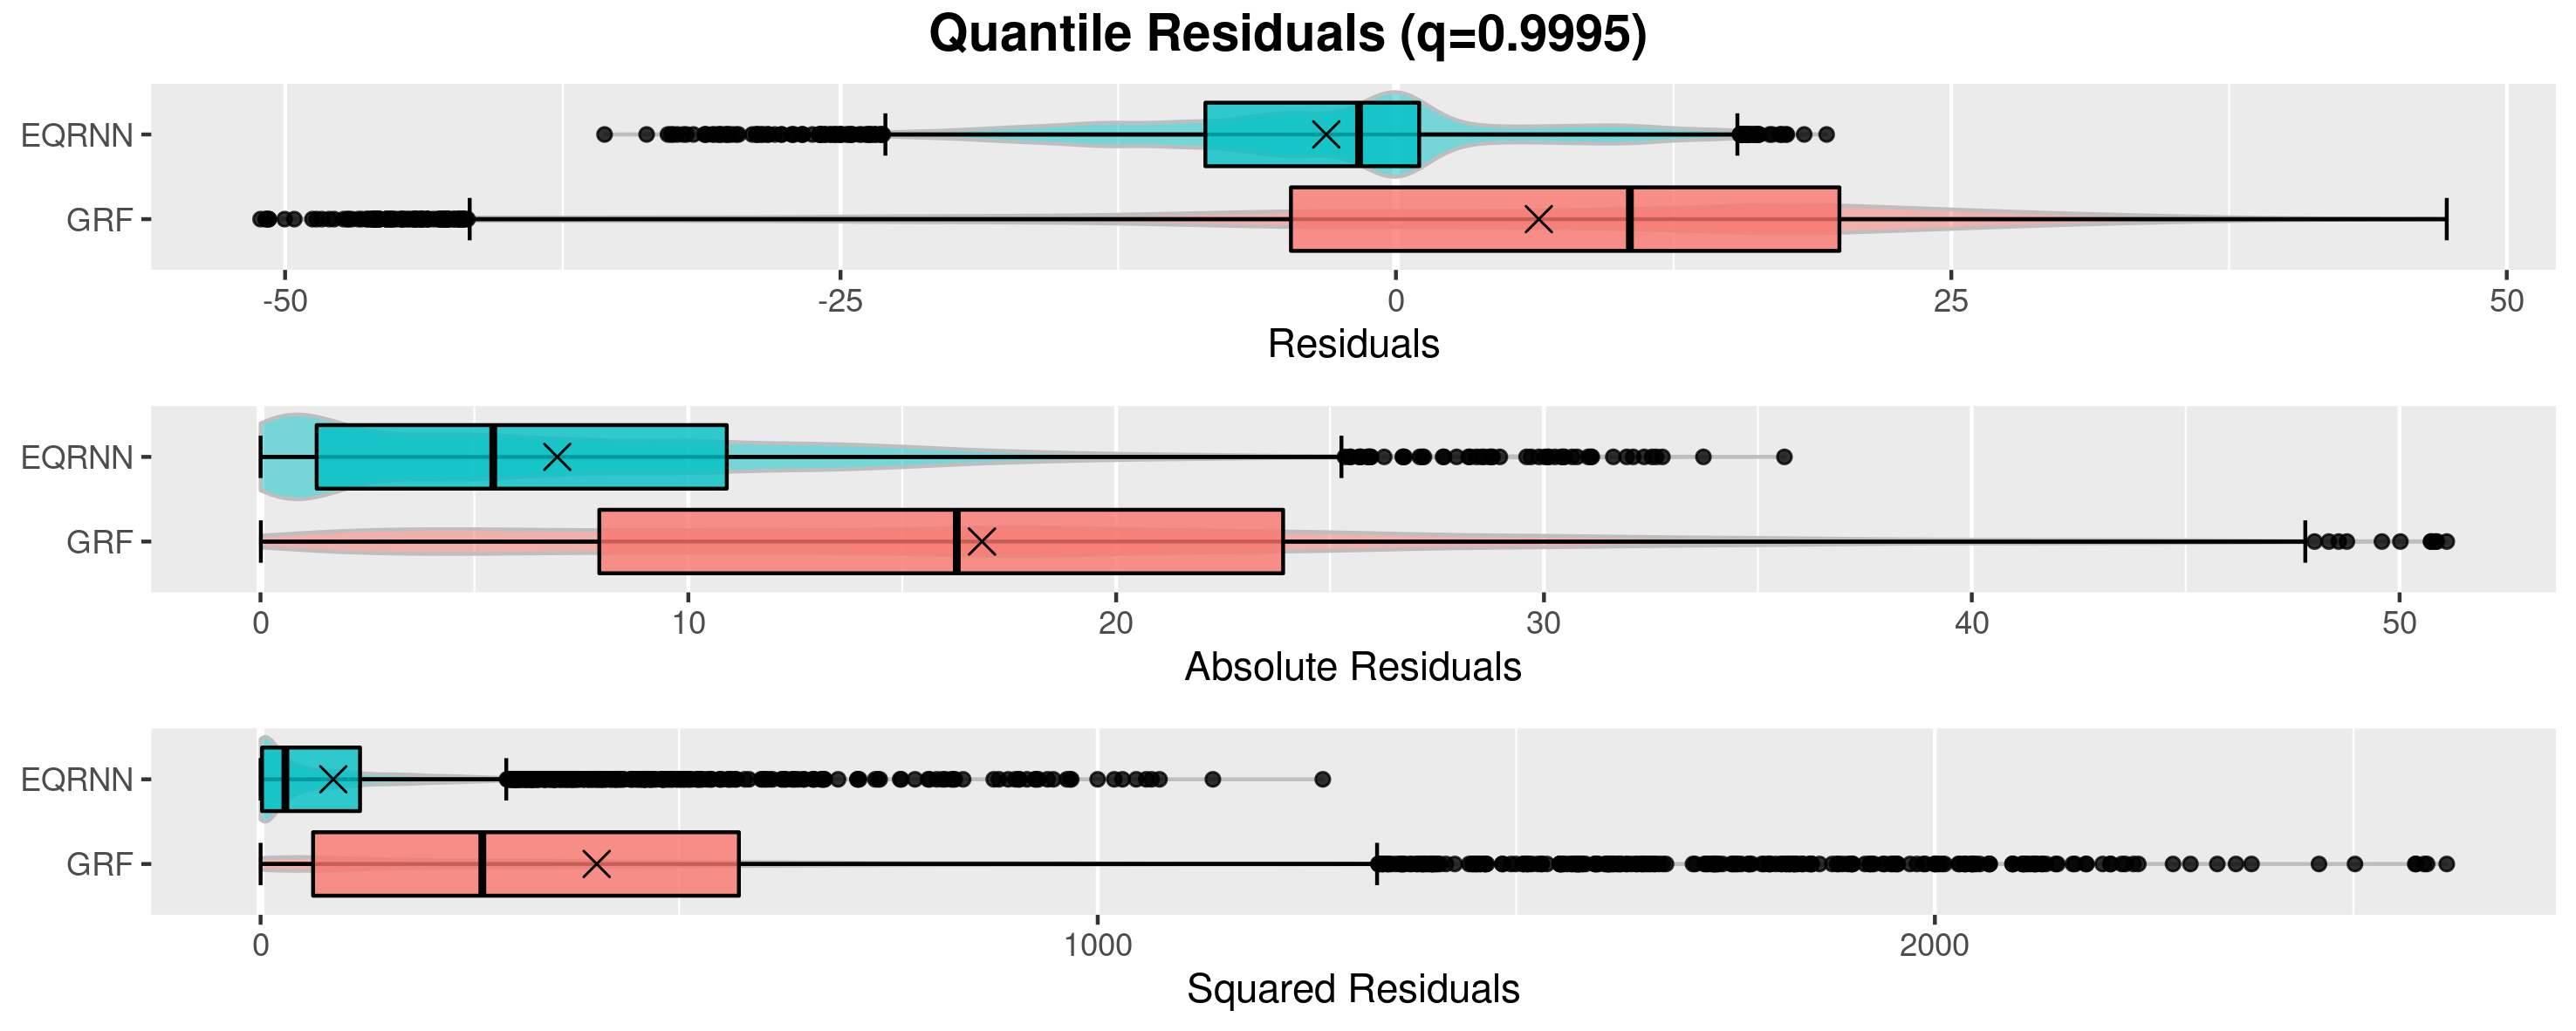 Quantile Residuals (q=0.9995)
EQRNN
GRF
-50 -25 0 25 50
Residuals
EQRNN
GRF
0 10 20 30 40 50
Absolute Residuals
EQRNN
GRF
0 1000 2000
Squared Residuals